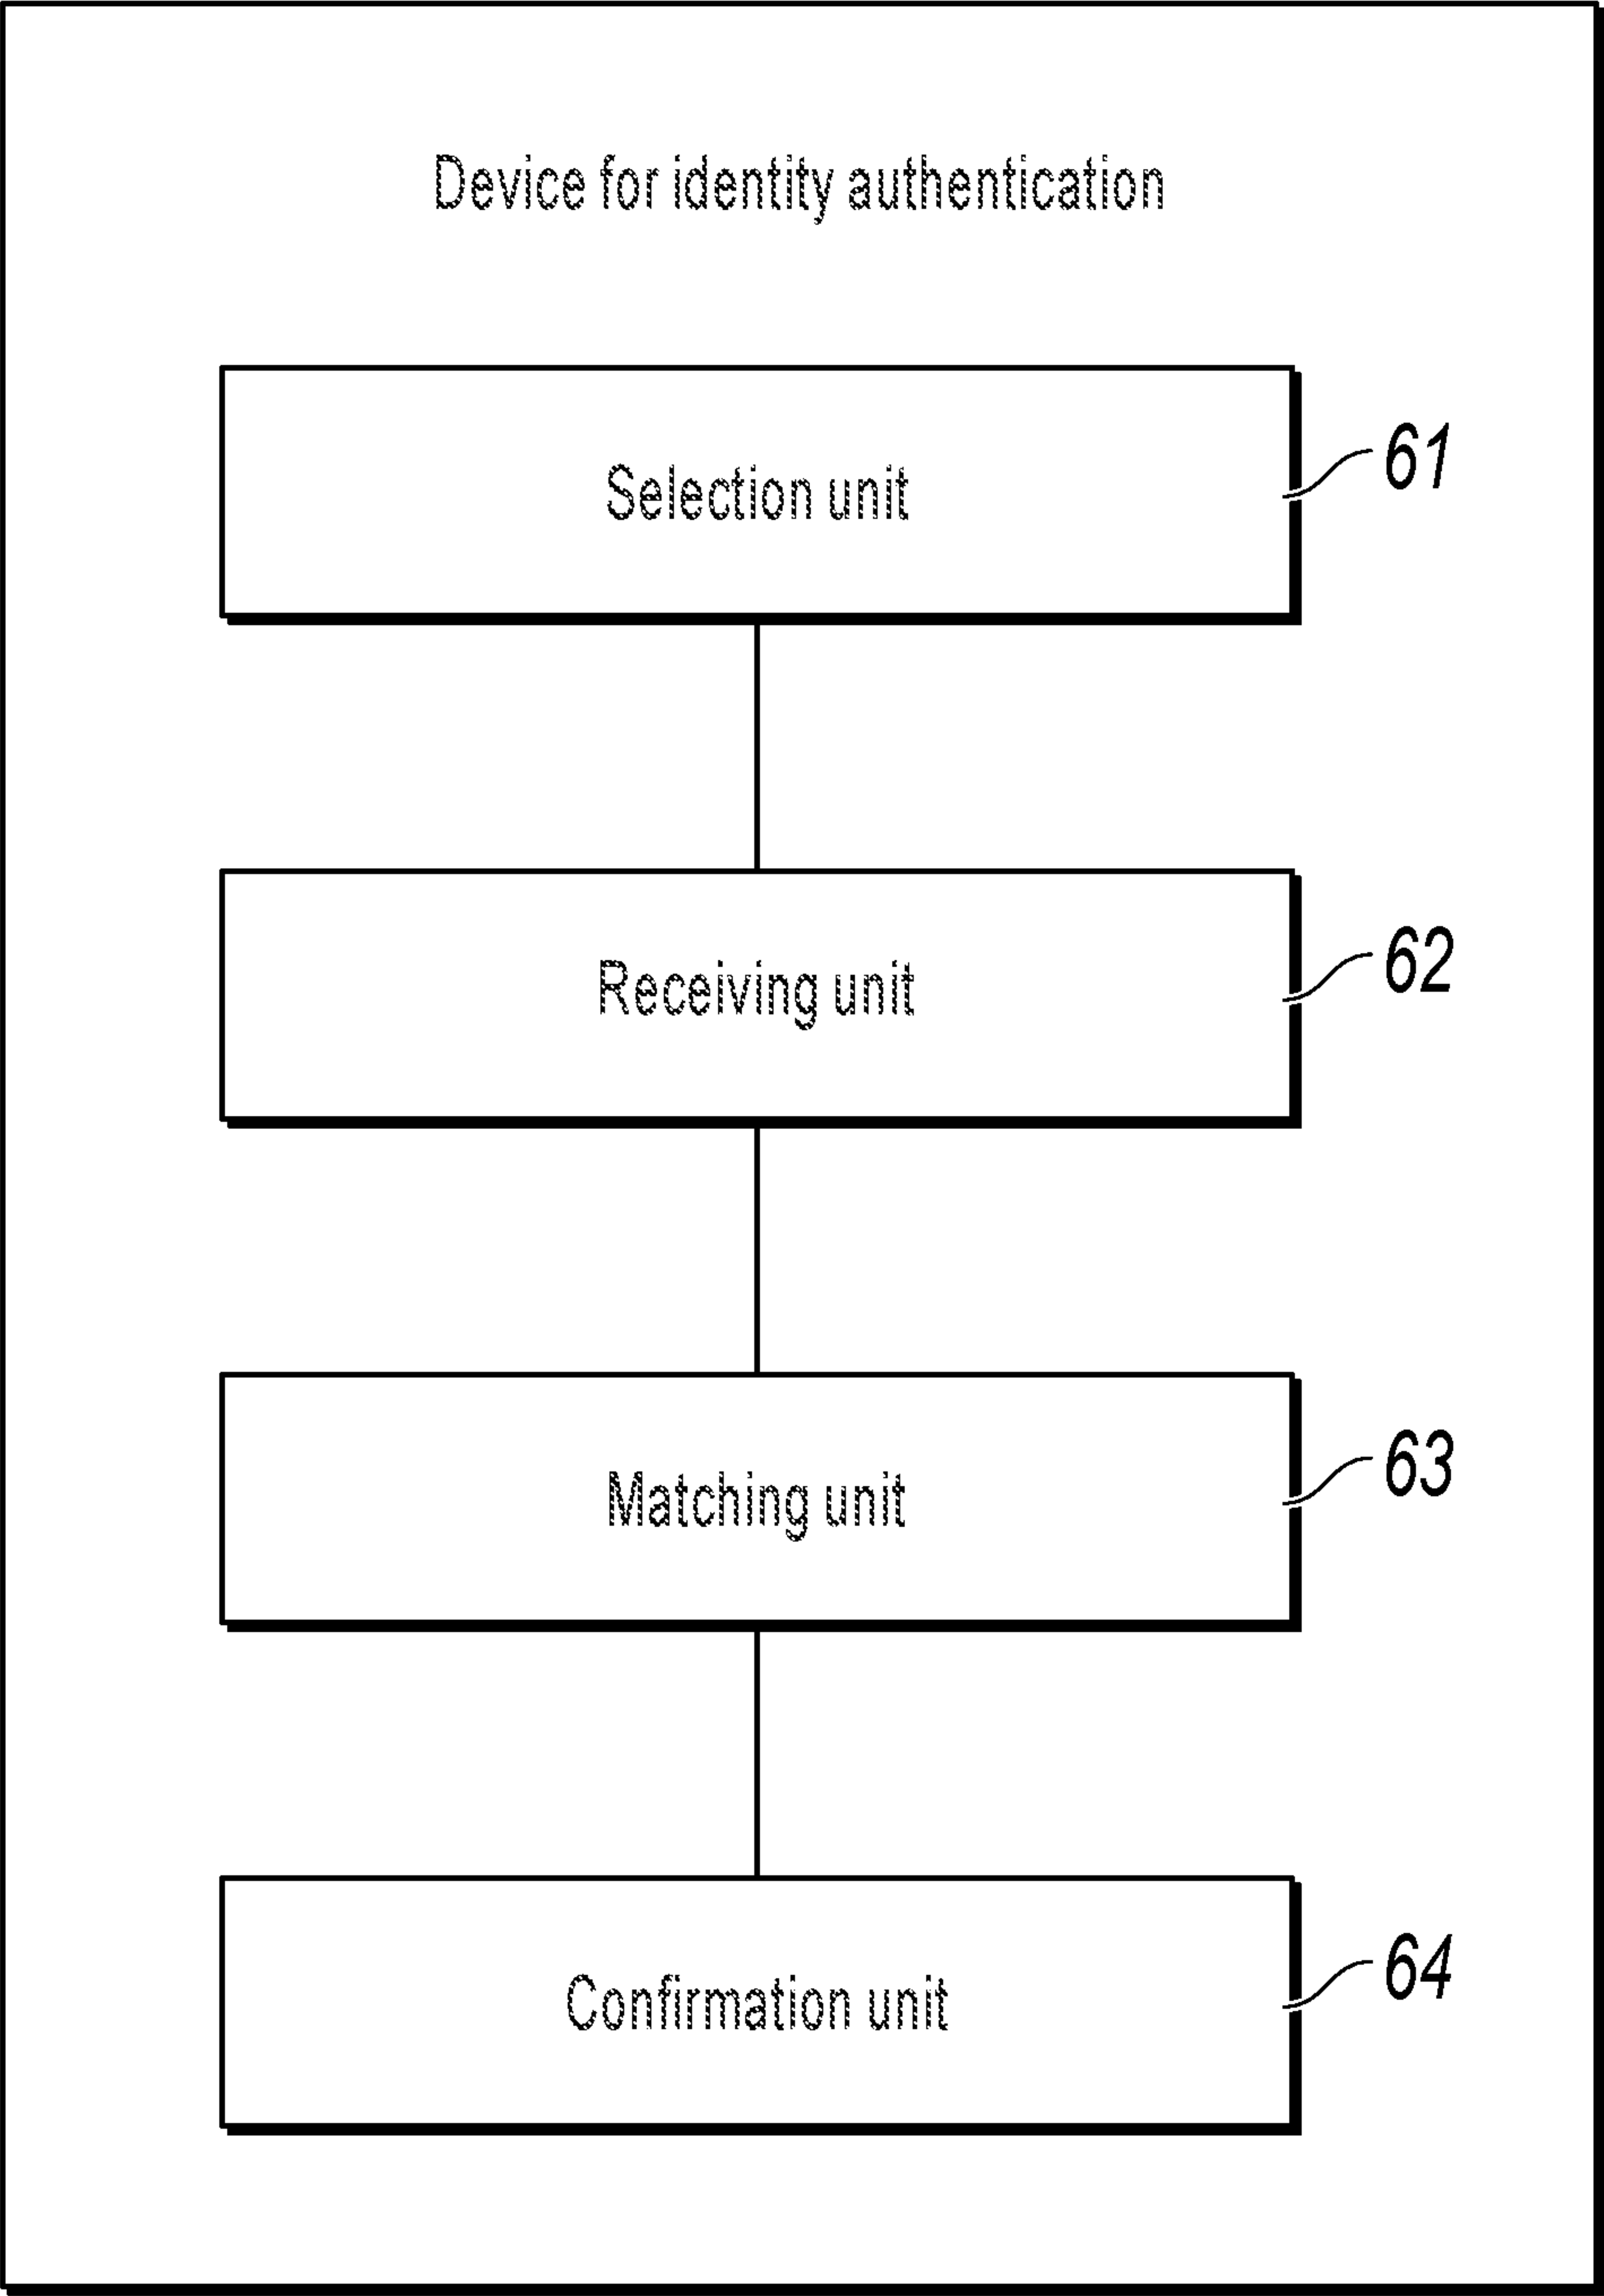 Device for identity authentication
Selection unit
61
Receiving unit
62
Matching unit
63
Confirmation unit
64